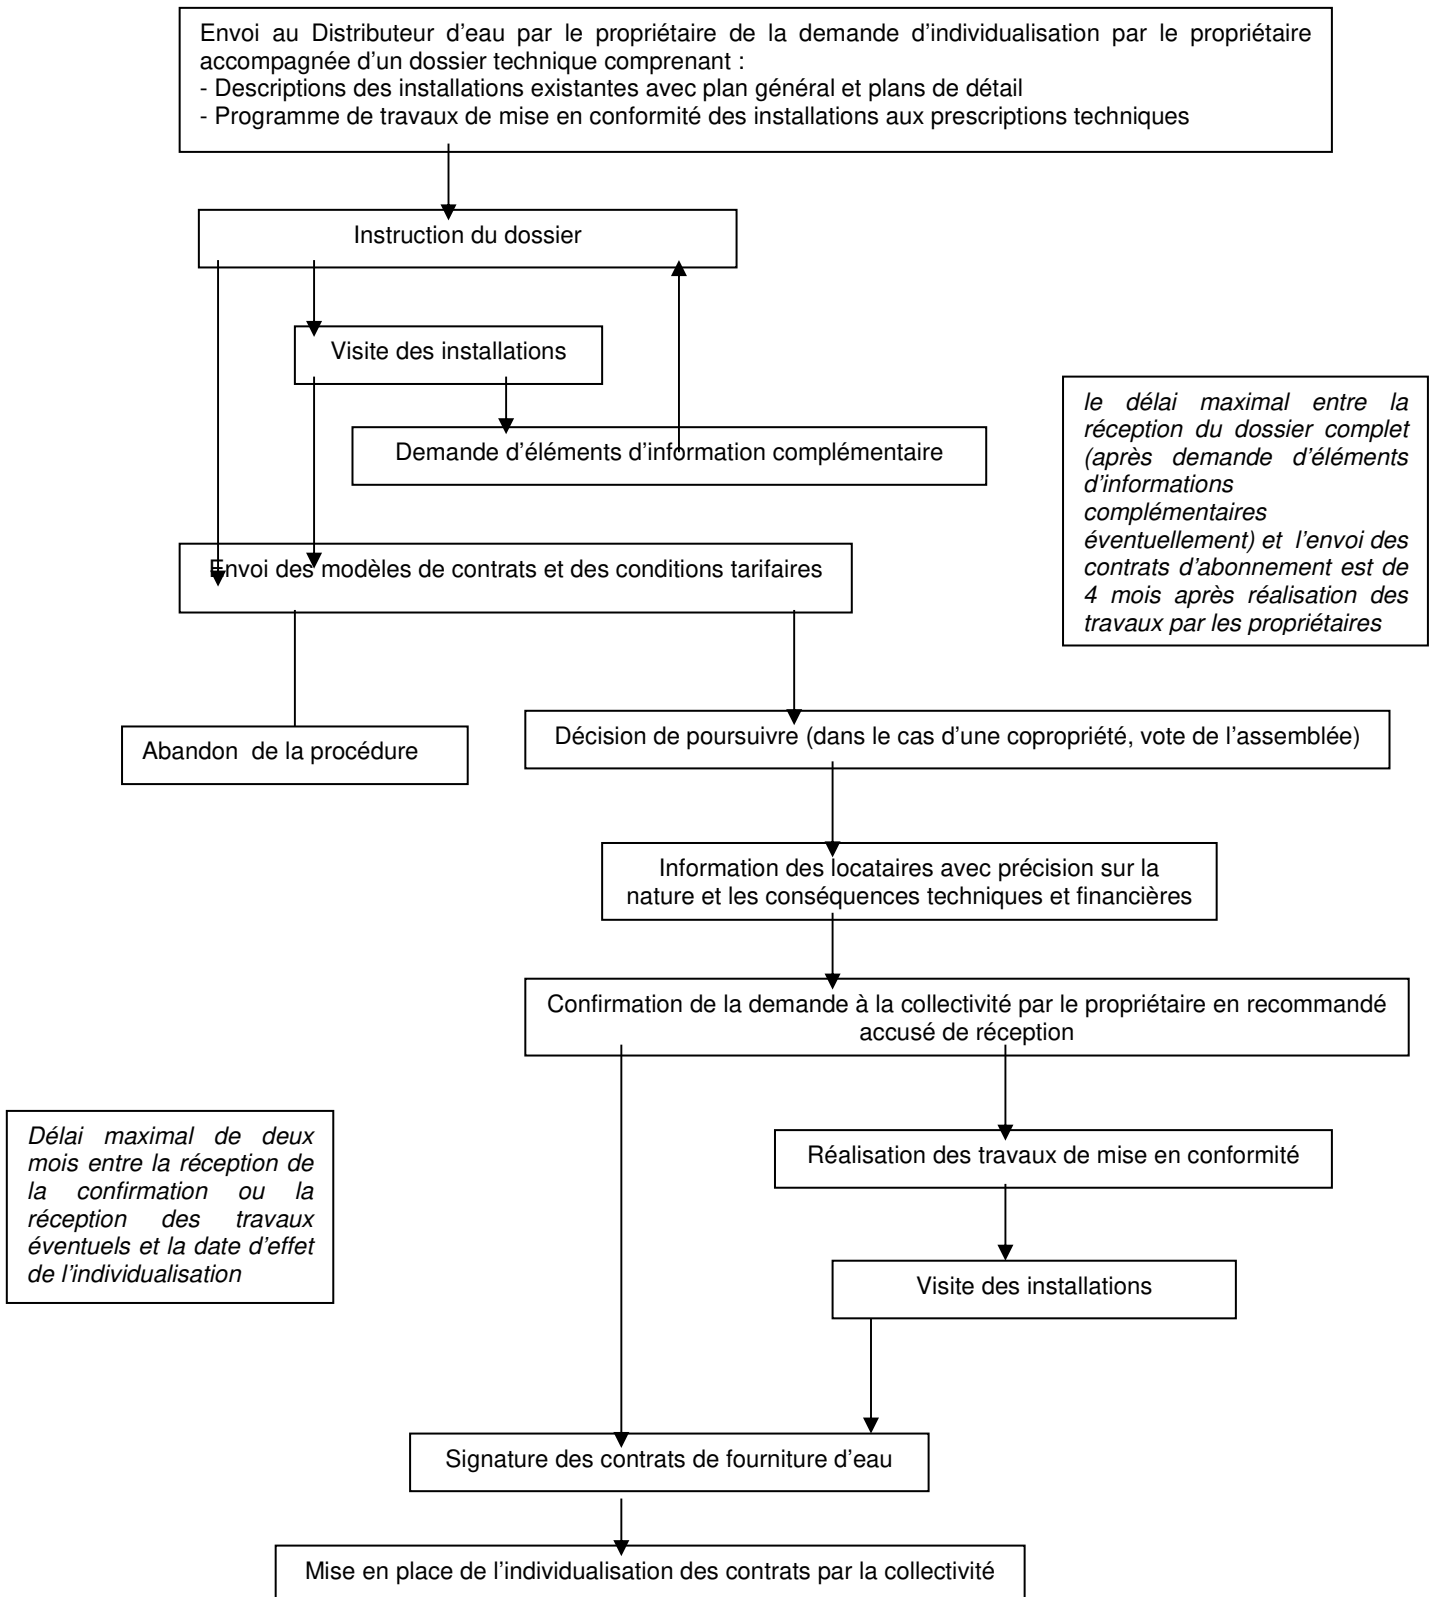 Envoi au Distributeur d'eau par le propriétaire de la demande d'individualisation par le propriétaire
accompagnée d'un dossier technique comprenant :
- Descriptions des installations existantes avec plan général et plans de détail
- Programme de travaux de mise en conformité des installations aux prescriptions techniques
Instruction du dossier
Visite des installations
Demande d'éléments d'information complémentaire
le délai maximal entre la
réception du dossier complet
(après demande d'éléments
d'informations
complémentaires
éventuellement) et l'envoi des
contrats d'abonnement est de
4 mois après réalisation des
travaux par les propriétaires
Envoi des modèles de contrats et des conditions tarifaires
Abandon de la procédure
Décision de poursuivre (dans le cas d'une copropriété, vote de l'assemblée)
Information des locataires avec précision sur la
nature et les conséquences techniques et financières
Confirmation de la demande à la collectivité par le propriétaire en recommandé
accusé de réception
Délai maximal de deux
mois entre la réception de
la confirmation ou la
réception des travaux
éventuels et la date d'effet
de l'individualisation
Réalisation des travaux de mise en conformité
Visite des installations
Signature des contrats de fourniture d'eau
Mise en place de l'individualisation des contrats par la collectivité